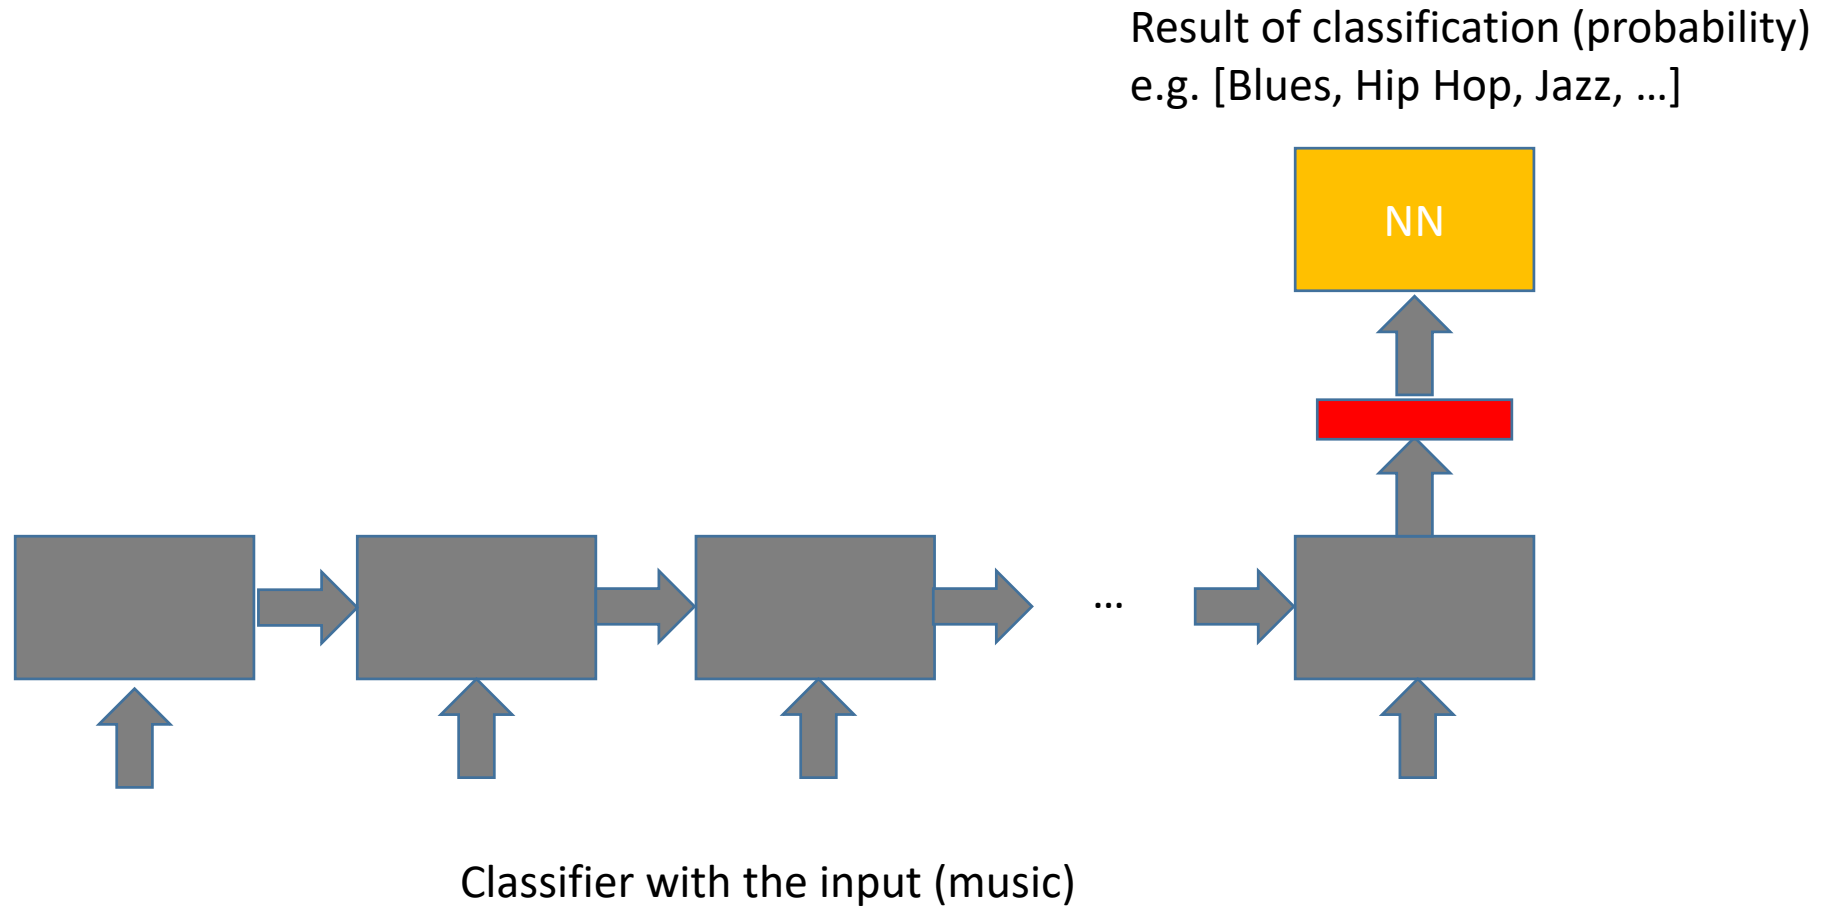 Result of classification (probability)
e.g. [Blues, Hip Hop, Jazz, …]
NN
…
Classifier with the input (music)